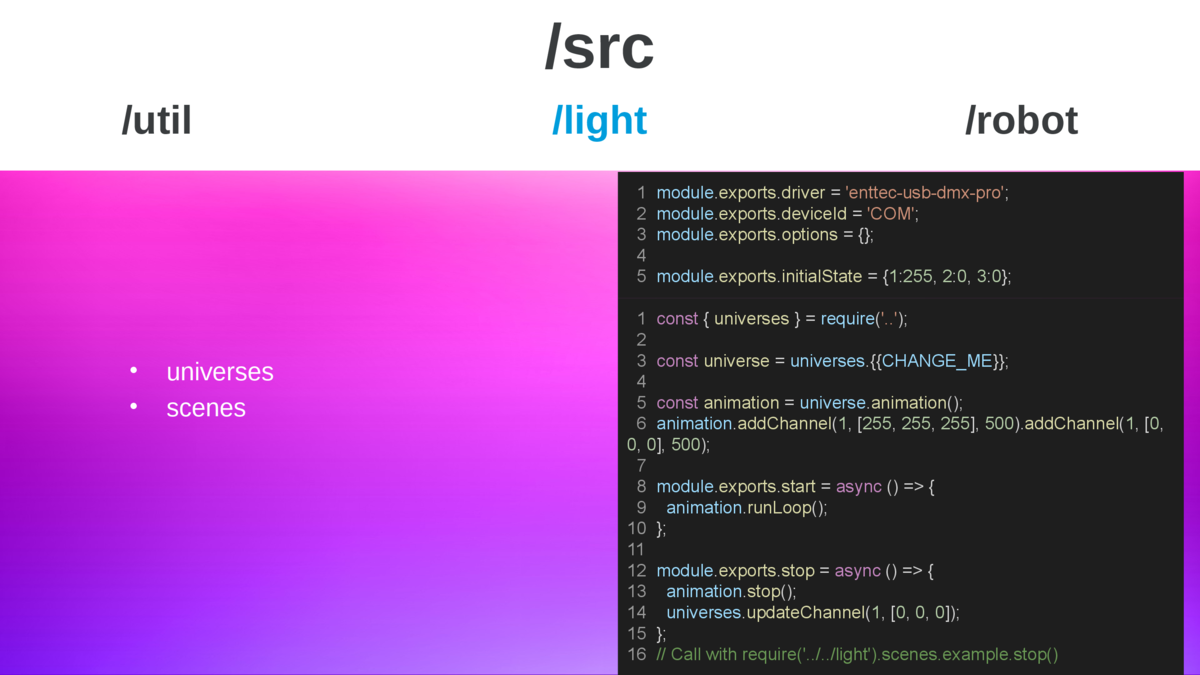 /src
/util /light /robot
• universes
• scenes
1 module.exports.driver = 'enttec-usb-dmx-pro';
2 module.exports.deviceId = 'COM';
3 module.exports.options = {};
4
5 module.exports.initialState = {1:255, 2:0, 3:0};
1 const { universes } = require('..');
2
3 const universe = universes.{{CHANGE_ME}};
4
5 const animation = universe.animation();
6 animation.addChannel(1, [255, 255, 255], 500).addChannel(1, [0,
0, 0], 500);
7
8 module.exports.start = async () => {
9 animation.runLoop();
10 };
11
12 module.exports.stop = async () => {
13 animation.stop();
14 universes.updateChannel(1, [0, 0, 0]);
15 };
16 // Call with require('../../light').scenes.example.stop()